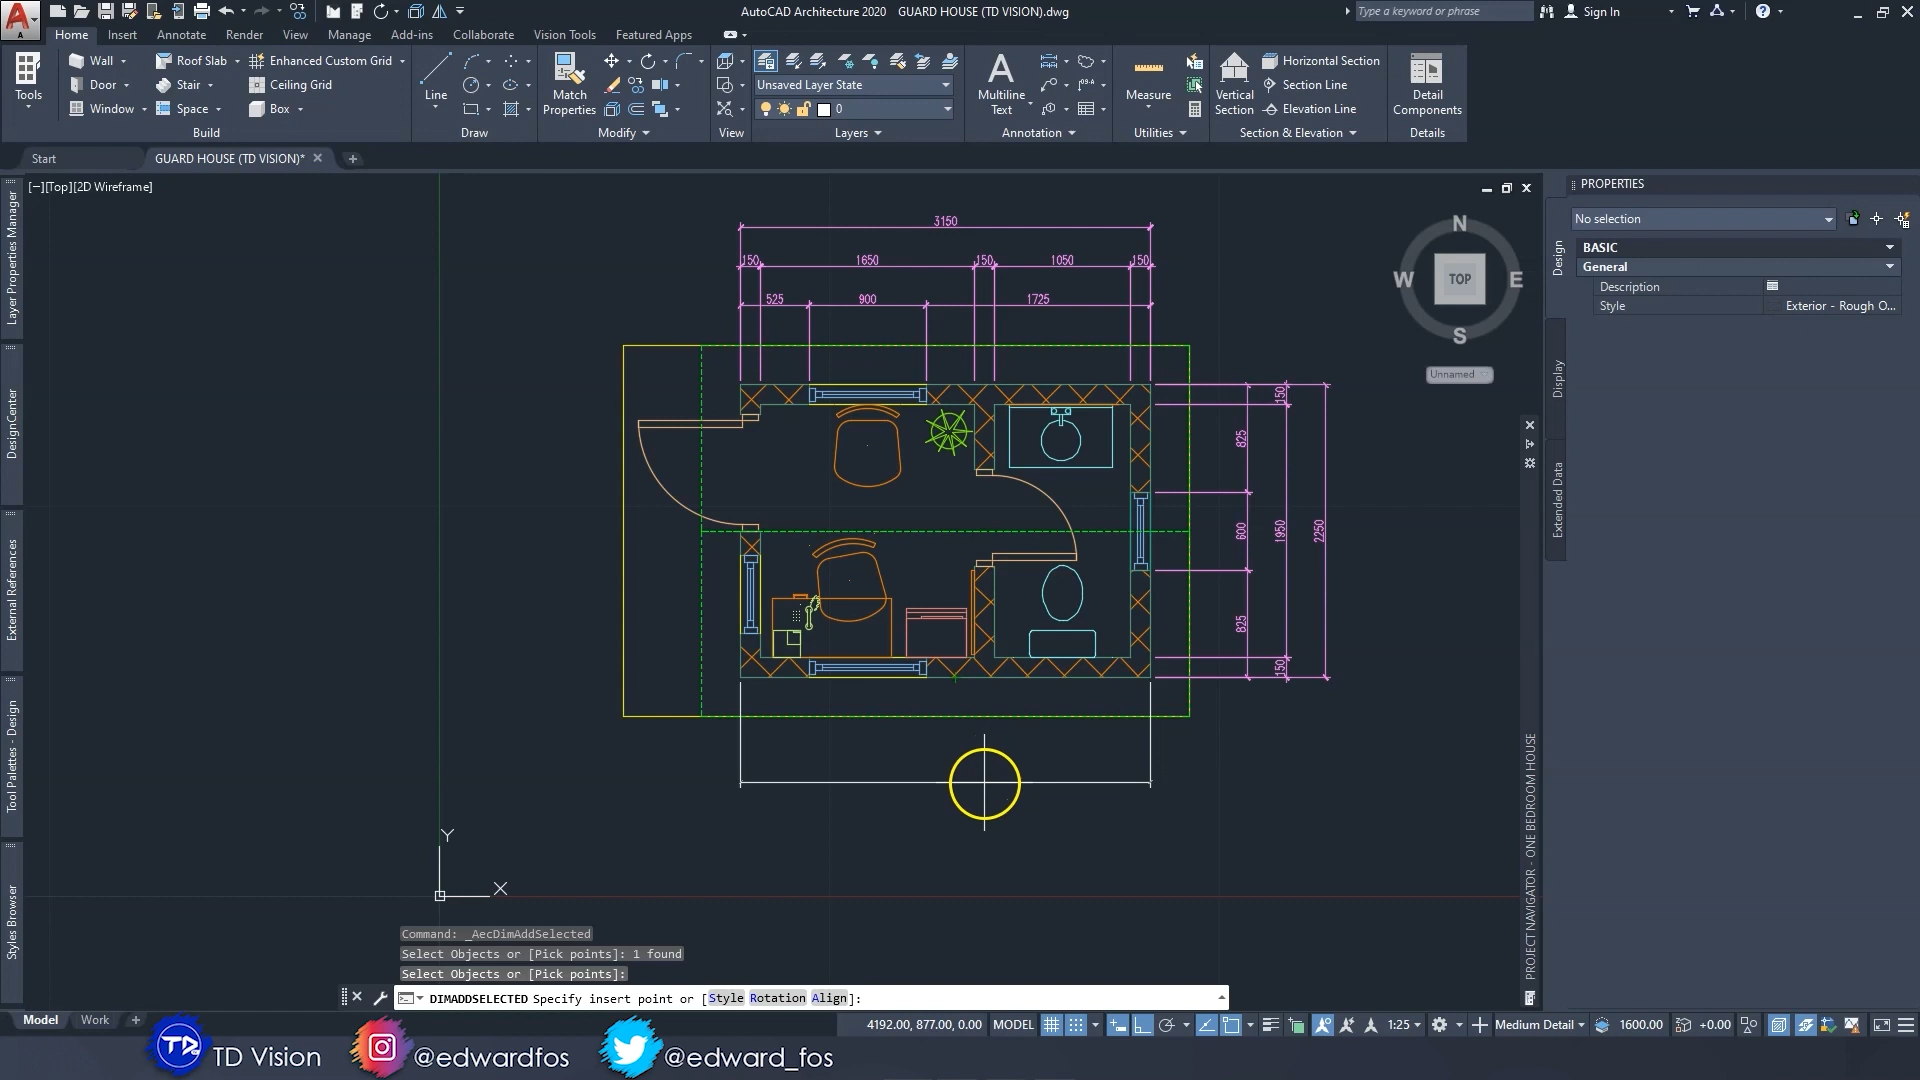 AutoCAD Architecture 2020 GUARD HOUSE (TD VISION).dwg
Type a keyword or phrase
Sign In
Home Insert Annotate Render View Manage Add-ins Collaborate Vision Tools Featured Apps
Tools
Wall
Door
Window
Roof Slab
Stair
Space
Enhanced Custom Grid
Ceiling Grid
Box
Build
Line
Draw
Match Properties
Modify
View
Unsaved Layer State
0
Layers
Multiline Text
Annotation
Measure
Utilities
Vertical Section
Horizontal Section
Section Line
Elevation Line
Section & Elevation
Detail Components
Details
Start
GUARD HOUSE (TD VISION)*
[−][Top][2D Wireframe]
Layer Properties Manager
DesignCenter
External References
Tool Palettes - Design
Styles Browser
3150
150 1650 150 1050 150
525 900 1725
150
825
600 1950 2250
825
150
N
W TOP E
S
Unnamed
PROPERTIES
No selection
BASIC
General
Description
Style Exterior - Rough O...
Design
Display
Extended Data
PROJECT NAVIGATOR - ONE BEDROOM HOUSE
Y
X
Command: _AecDimAddSelected
Select Objects or [Pick points]: 1 found
Select Objects or [Pick points]:
DIMADDSELECTED Specify insert point or [Style Rotation Align]:
Model Work
4192.00, 877.00, 0.00 MODEL 1:25 Medium Detail 1600.00 +0.00
TD Vision @edwardfos @edward_fos